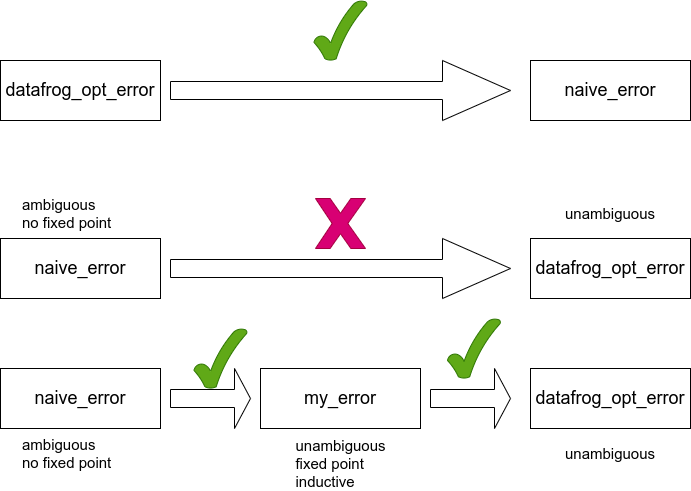 datafrog_opt_error
naive_error
ambiguous
no fixed point
unambiguous
X
naive_error
datafrog_opt_error
naive_error
my_error
datafrog_opt_error
ambiguous
no fixed point
unambiguous
fixed point
inductive
unambiguous